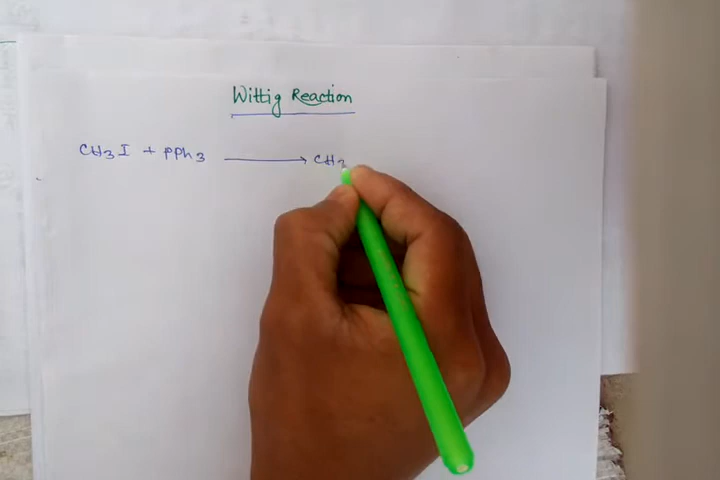 Wittig Reaction
CH3I + PPh3 ⟶ CH3